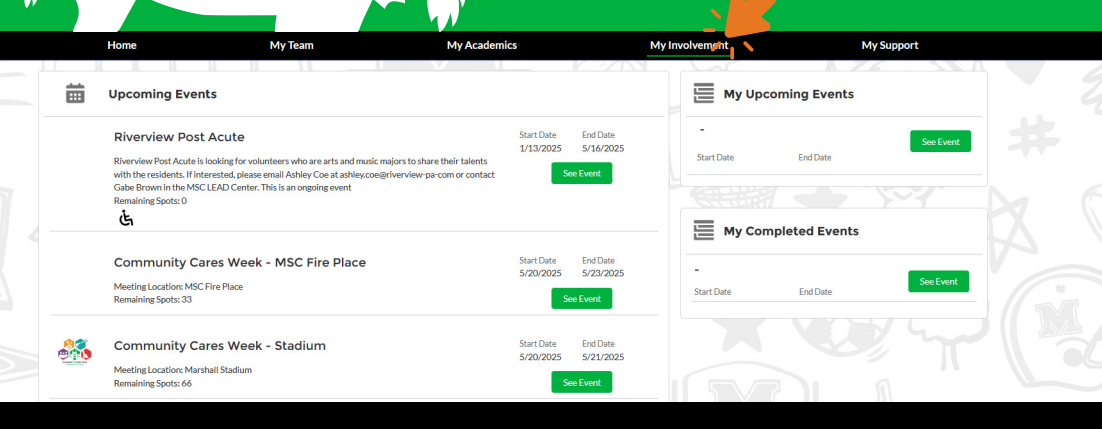 Home My Team My Academics My Involvement My Support
Upcoming Events
Riverview Post Acute
Start Date End Date
1/13/2025 5/16/2025
Riverview Post Acute is looking for volunteers who are arts and music majors to share their talents
with the residents. If interested, please email Ashley Coe at ashley.coe@riverview-pa-com or contact
Gabe Brown in the MSC LEAD Center. This is an ongoing event
Remaining Spots: 0
See Event
Community Cares Week - MSC Fire Place
Start Date End Date
5/20/2025 5/23/2025
Meeting Location: MSC Fire Place
Remaining Spots: 33
See Event
Community Cares Week - Stadium
Start Date End Date
5/20/2025 5/21/2025
Meeting Location: Marshall Stadium
Remaining Spots: 66
See Event
My Upcoming Events
-
See Event
Start Date End Date
My Completed Events
-
See Event
Start Date End Date
M
M